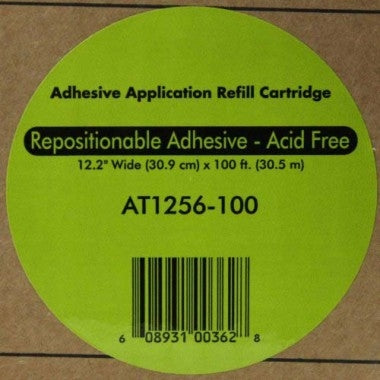 Adhesive Application Refill Cartridge
Repositionable Adhesive - Acid Free
12.2" Wide (30.9 cm) x 100 ft. (30.5 m)
AT1256-100
6 08931 00362 8